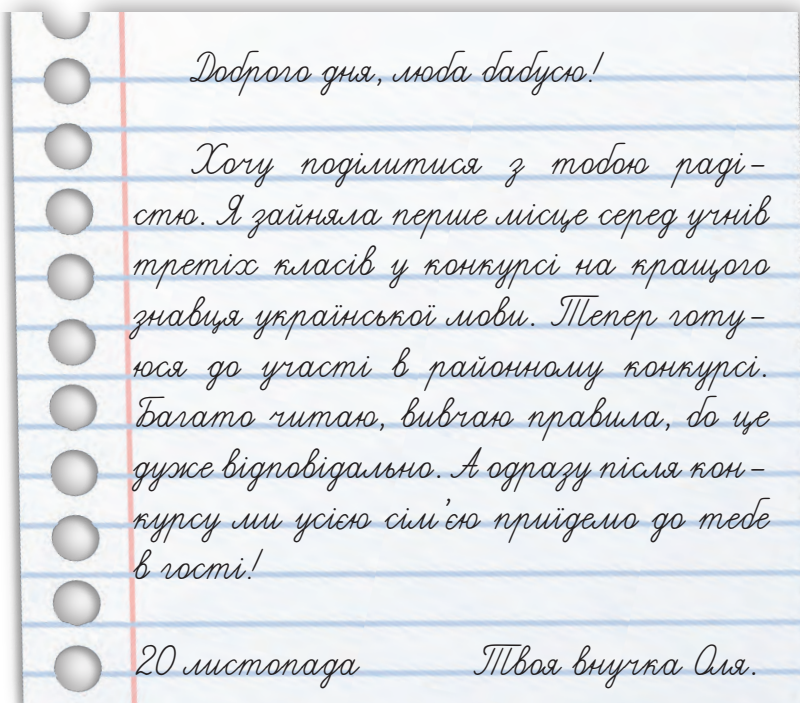 Доброго дня, люба бабусю!
Хочу поділитися з тобою раді-
стю. Я зайняла перше місце серед учнів
третіх класів у конкурсі на кращого
знавця української мови. Тепер готу-
юся до участі в районному конкурсі.
Багато читаю, вивчаю правила, бо це
дуже відповідально. А одразу після кон-
курсу ми усією сім'єю приїдемо до тебе
в гості!
20 листопада Твоя внучка Оля.